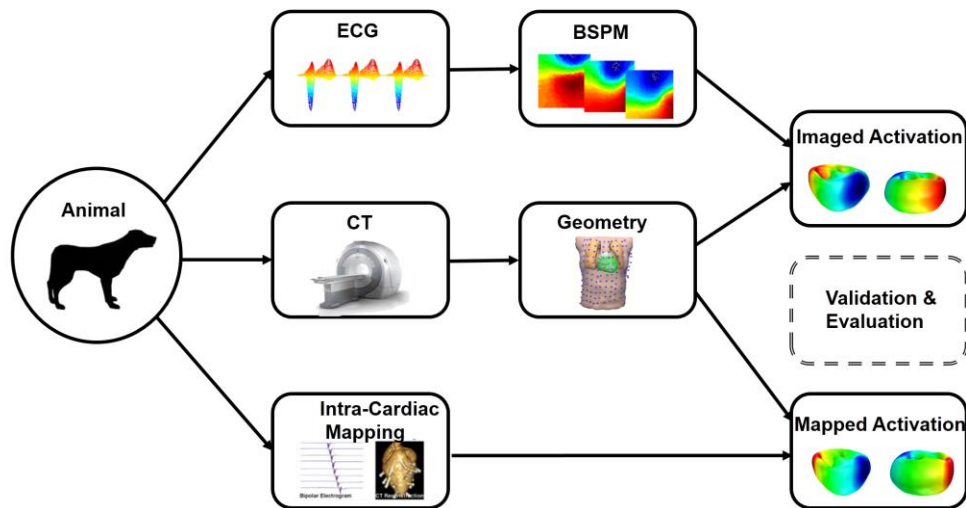 ECG
BSPM
Imaged Activation
Animal
CT
Geometry
Validation &
Evaluation
Intra-Cardiac
Mapping
Bipolar Electrogram
CT Reconstruction
Mapped Activation